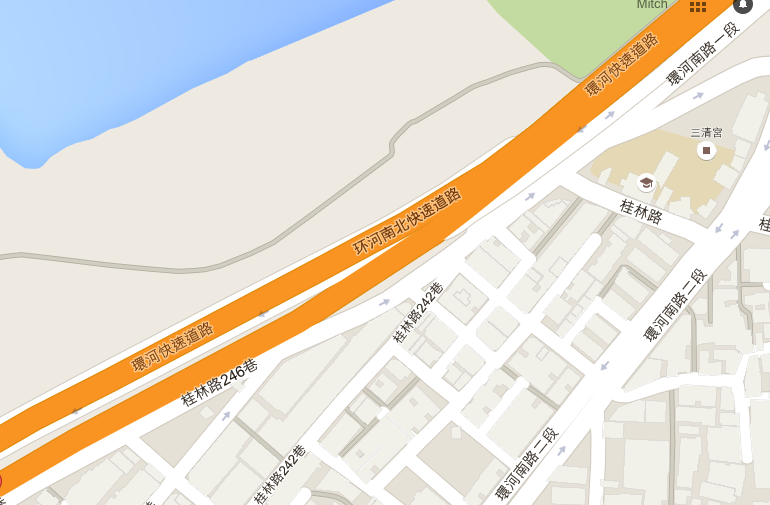 Mitch
環河快速道路
環河南路一段
三清宮
桂林路
桂
环河南北快速道路
環河南路二段
桂林路242巷
環河快速道路
桂林路246巷
桂林路242巷
環河南路二段
巷